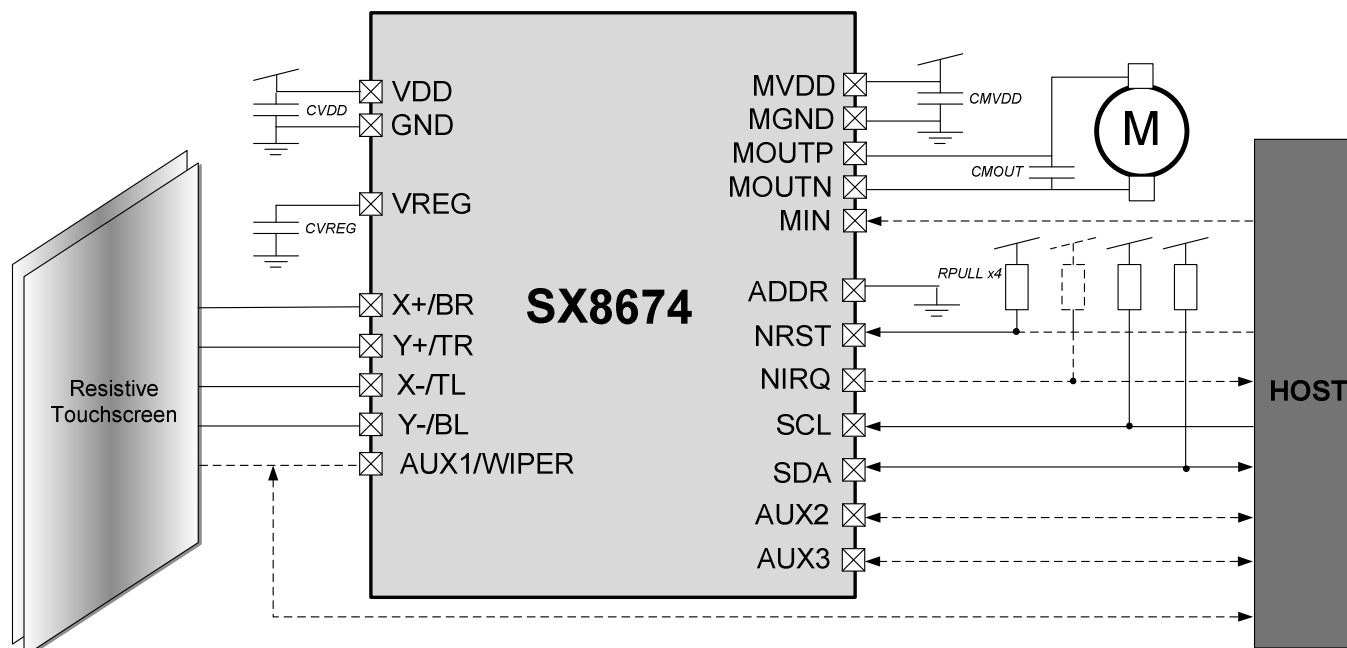 VDD
CVDD
GND
VREG
CVREG
X+/BR
Y+/TR
X-/TL
Y-/BL
AUX1/WIPER
Resistive
Touchscreen
SX8674
MVDD
CMVDD
MGND
MOUTP
CMOUT
MOUTN
M
MIN
ADDR
RPULL x4
NRST
NIRQ
SCL
SDA
AUX2
AUX3
HOST